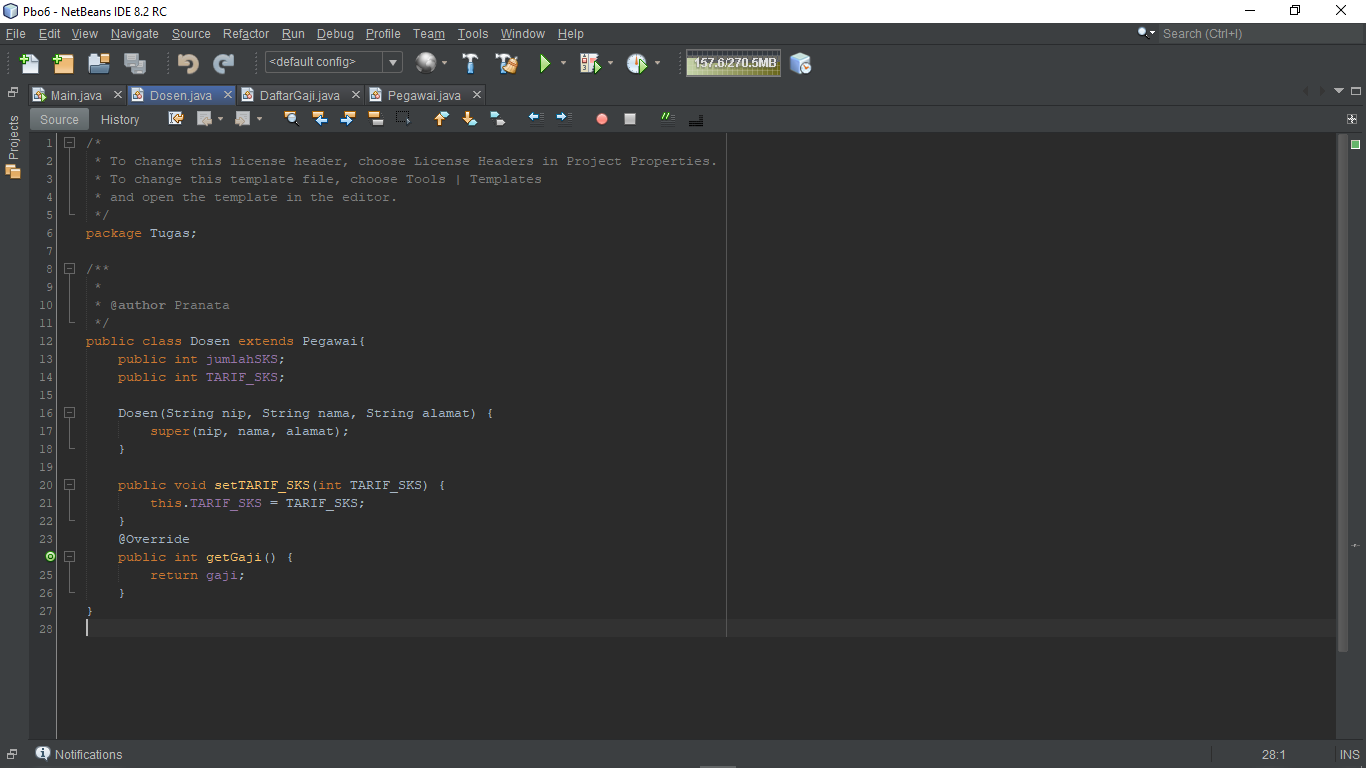 Pbo6 - NetBeans IDE 8.2 RC
File Edit View Navigate Source Refactor Run Debug Profile Team Tools Window Help
Search (Ctrl+I)
<default config>
157.6/270.5MB
Main.java Dosen.java DaftarGaji.java Pegawai.java
Source History
Projects
1 /*
2 * To change this license header, choose License Headers in Project Properties.
3 * To change this template file, choose Tools | Templates
4 * and open the template in the editor.
5 */
6 package Tugas;
7
8 /**
9 *
10 * @author Pranata
11 */
12 public class Dosen extends Pegawai{
13 public int jumlahSKS;
14 public int TARIF_SKS;
15
16 Dosen(String nip, String nama, String alamat) {
17 super(nip, nama, alamat);
18 }
19
20 public void setTARIF_SKS(int TARIF_SKS) {
21 this.TARIF_SKS = TARIF_SKS;
22 }
23 @Override
public int getGaji() {
25 return gaji;
26 }
27 }
28
Notifications
28:1 INS